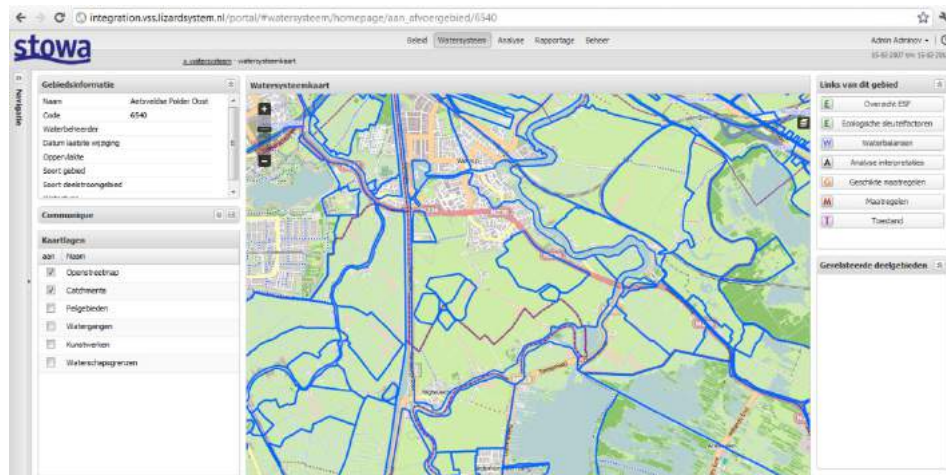 integration.vss.lizardsystem.nl/portal/#watersysteem/homepage/aan_afvoergebied/6540
stowa
Beleid Watersysteem Analyse Rapportage Beheer
Admin Adminov
watersysteem - watersysteemkaart
Navigatie
Gebiedsinformatie
Naam Aetsveldse Polder Oost
Code 6540
Waterbeheerder
Datum laatste wijziging
Oppervlakte
Soort gebied
Soort deelstroomgebied
Communique
Kaartlagen
aan Naam
Openstreetmap
Catchments
Peilgebieden
Watergangen
Kunstwerken
Waterschapsgrenzen
Watersysteemkaart
+
-
Links van dit gebied
E Overzicht ESF
E Ecologische sleutelfactoren
W Waterbalansen
A Analyse interpretaties
G Geschikte maatregelen
M Maatregelen
T Toestand
Gerelateerde deelgebieden